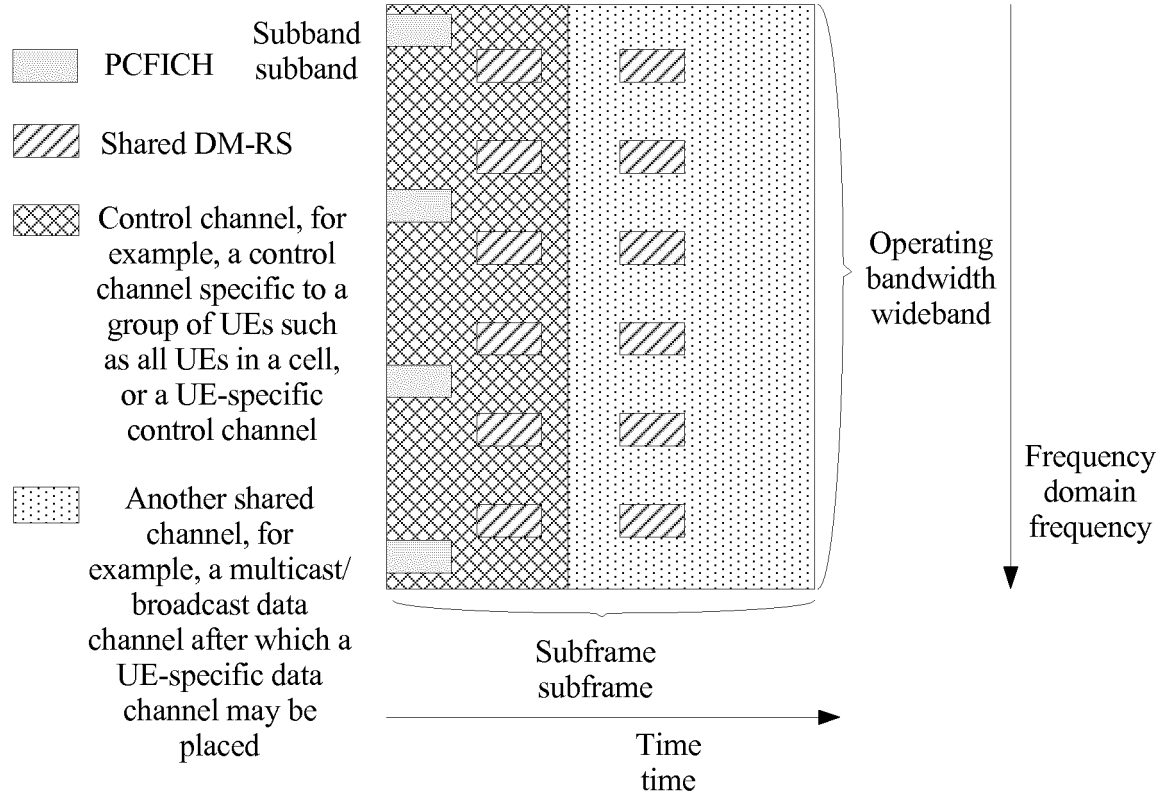 Subband
subband
PCFICH
Shared DM-RS
Control channel, for
example, a control
channel specific to a
group of UEs such
as all UEs in a cell,
or a UE-specific
control channel
Another shared
channel, for
example, a multicast/
broadcast data
channel after which a
UE-specific data
channel may be
placed
Operating
bandwidth
wideband
Frequency
domain
frequency
Subframe
subframe
Time
time